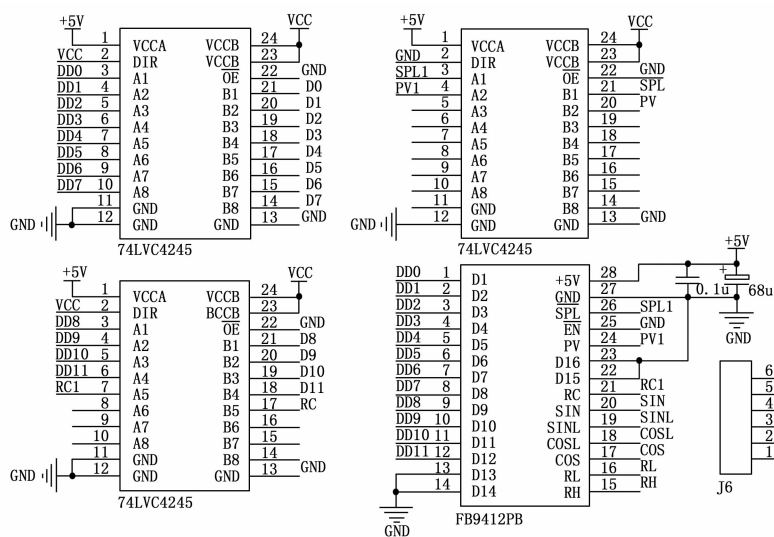 +5V VCC
1 VCCA VCCB 24
VCC 2 DIR VCCB 23
DD0 3 A1 OE 22 GND
DD1 4 A2 B1 21 D0
DD2 5 A3 B2 20 D1
DD3 6 A4 B3 19 D2
DD4 7 A5 B4 18 D3
DD5 8 A6 B5 17 D4
DD6 9 A7 B6 16 D5
DD7 10 A8 B7 15 D6
11 GND B8 14 D7
GND 12 GND GND 13 GND
74LVC4245
+5V VCC
1 VCCA VCCB 24
GND 2 DIR VCCB 23
SPL1 3 A1 OE 22 GND
PV1 4 A2 B1 21 SPL
5 A3 B2 20 PV
6 A4 B3 19
7 A5 B4 18
8 A6 B5 17
9 A7 B6 16
10 A8 B7 15
11 GND B8 14
GND 12 GND GND 13 GND
74LVC4245
+5V VCC
1 VCCA VCCB 24
VCC 2 DIR BCCB 23
DD8 3 A1 OE 22 GND
DD9 4 A2 B1 21 D8
DD10 5 A3 B2 20 D9
DD11 6 A4 B3 19 D10
RC1 7 A5 B4 18 D11
8 A6 B5 17 RC
9 A7 B6 16
10 A8 B7 15
11 GND B8 14
GND 12 GND GND 13 GND
74LVC4245
+5V
DD0 1 D1 +5V 28
DD1 2 D2 GND 27
DD2 3 D3 SPL 26 SPL1
DD3 4 D4 EN 25 GND
DD4 5 D5 PV 24 PV1
DD5 6 D6 D16 23
DD6 7 D7 D15 22
DD7 8 D8 RC 21 RC1
DD8 9 D9 SIN 20 SIN
DD9 10 D10 SINL 19 SINL
DD10 11 D11 COSL 18 COSL
DD11 12 D12 COS 17 COS
13 D13 RL 16 RL
14 D14 RH 15 RH
GND
FB9412PB
0.1u + 68u
GND
6
5
4
3
2
1
J6